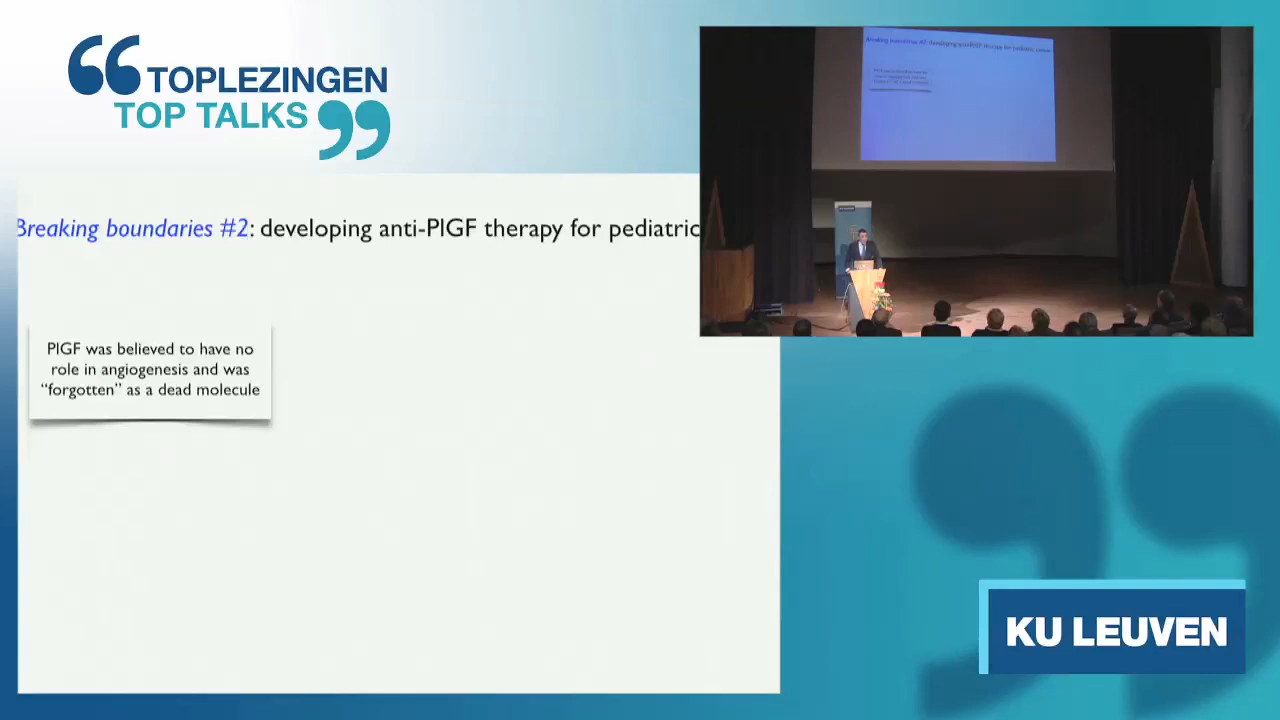 TOPLEZINGEN
TOP TALKS
Breaking boundaries #2: developing anti-PlGF therapy for pediatric
PlGF was believed to have no
role in angiogenesis and was
“forgotten” as a dead molecule
KU LEUVEN